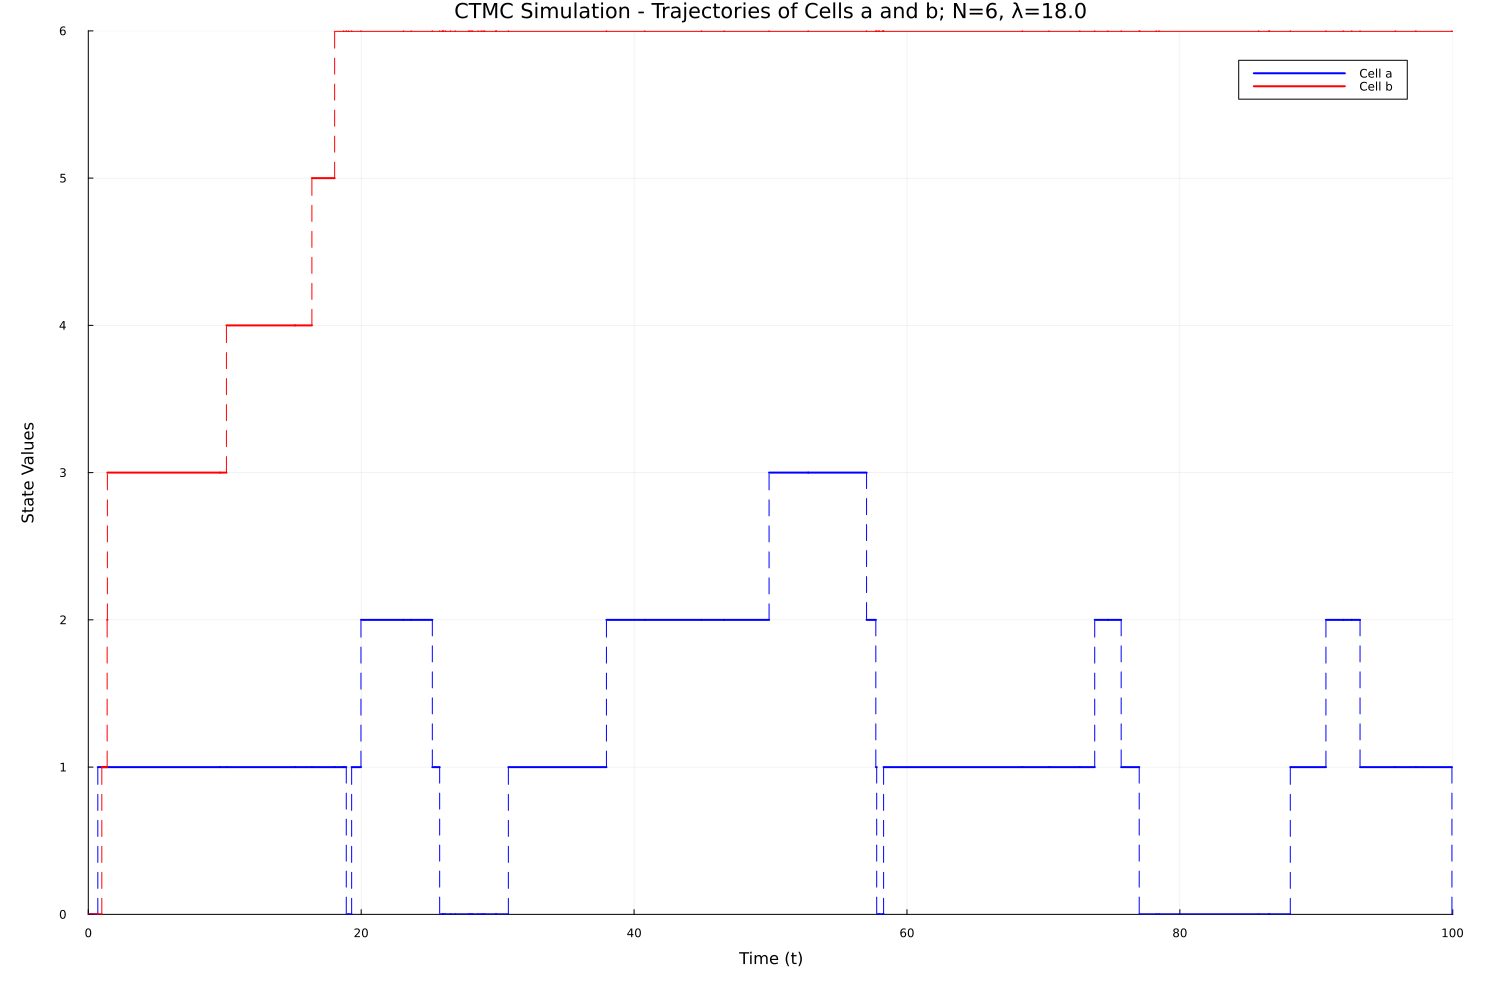 CTMC Simulation - Trajectories of Cells a and b; N=6, λ=18.0
6
Cell a
Cell b
5
4
State Values
3
2
1
0
0 20 40 60 80 100
Time (t)